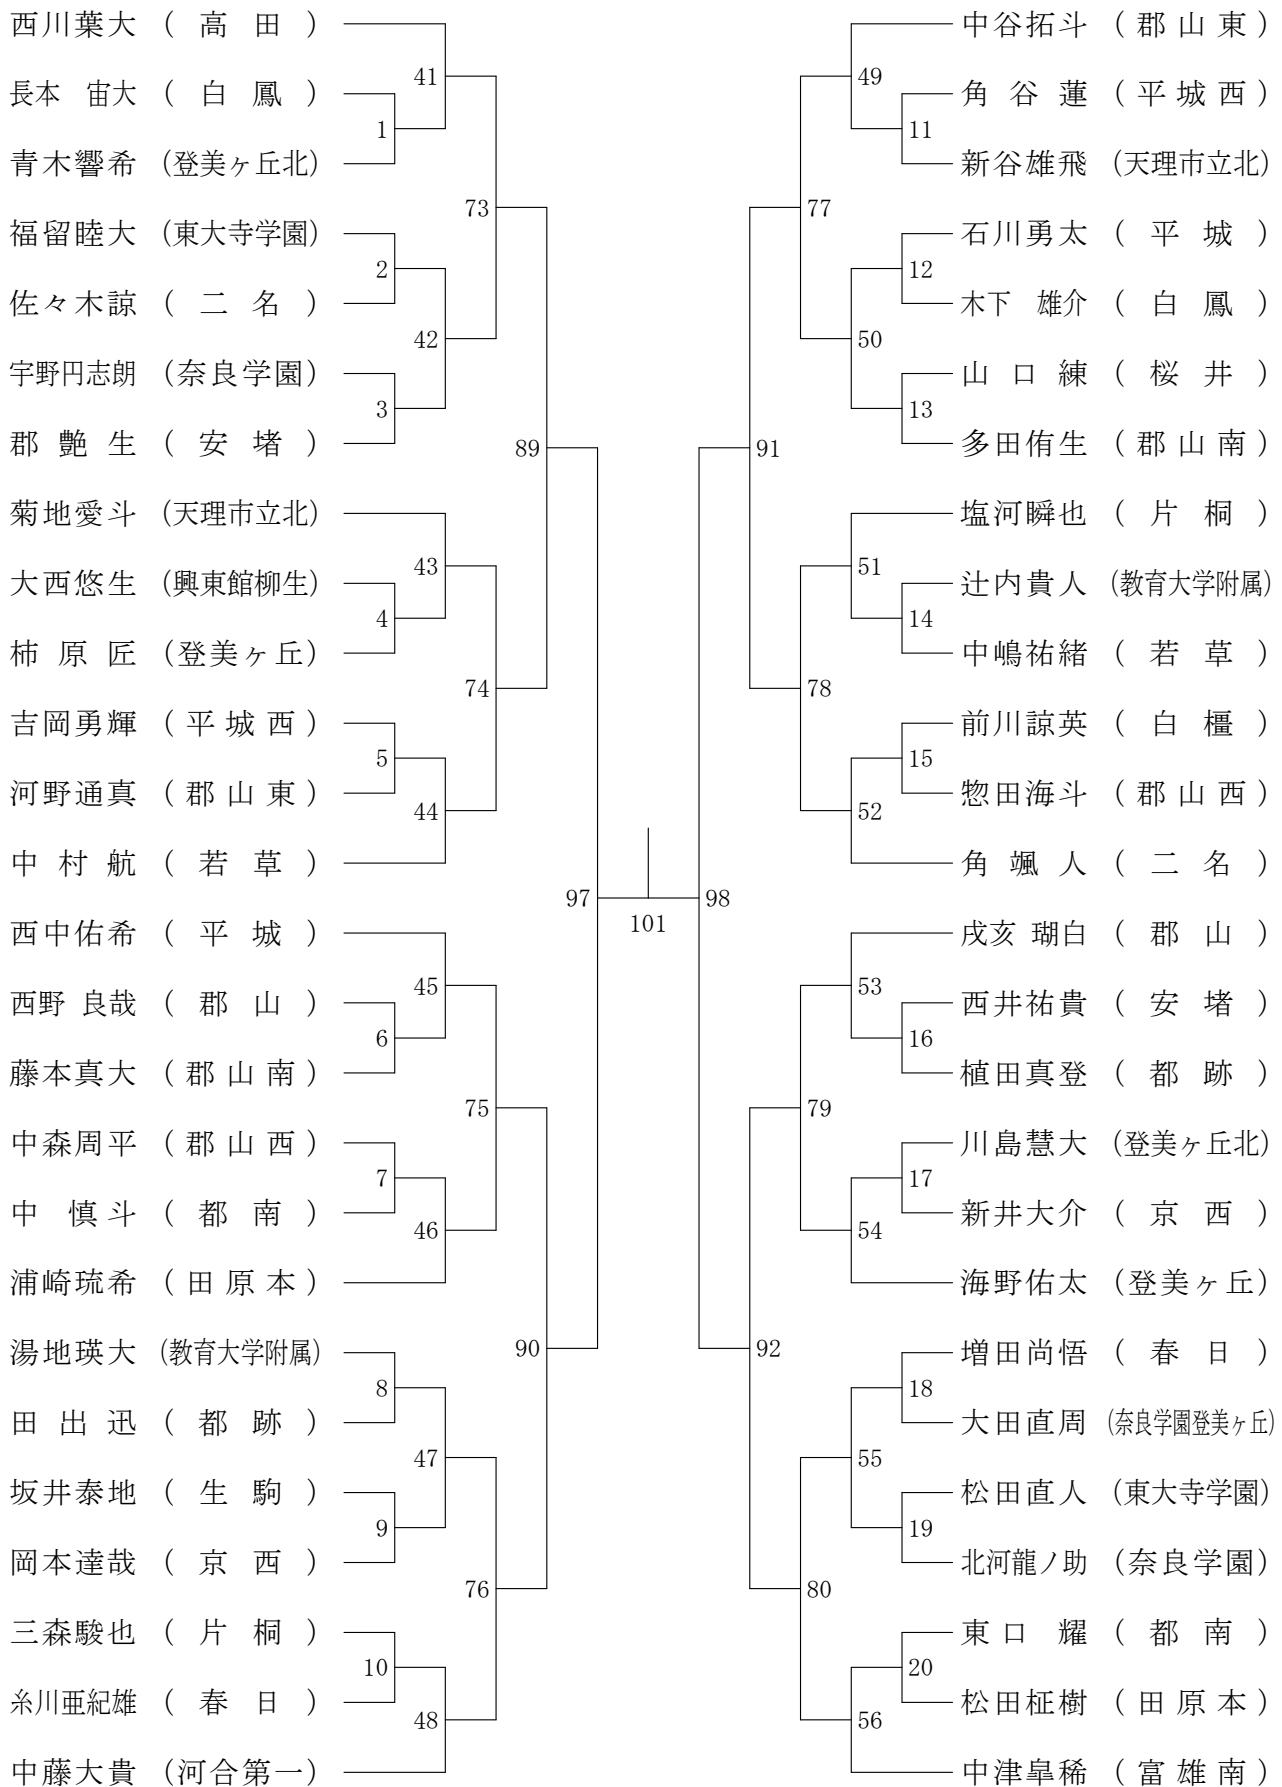 西川葉大 ( 高 田 )
長本 宙大 ( 白 鳳 )
青木響希 (登美ヶ丘北)
福留睦大 (東大寺学園)
佐々木諒 ( 二 名 )
宇野円志朗 (奈良学園)
郡 艶 生 ( 安 堵 )
菊地愛斗 (天理市立北)
大西悠生 (興東館柳生)
柿 原 匠 (登美ヶ丘)
吉岡勇輝 (平城西)
河野通真 (郡山東)
中 村 航 ( 若 草 )
西中佑希 ( 平 城 )
西野 良哉 ( 郡 山 )
藤本真大 (郡山南)
中森周平 (郡山西)
中 慎斗 ( 都 南 )
浦崎琉希 (田原本)
湯地瑛大 (教育大学附属)
田 出 迅 ( 都 跡 )
坂井泰地 ( 生 駒 )
岡本達哉 ( 京 西 )
三森駿也 ( 片 桐 )
糸川亜紀雄 ( 春 日 )
中藤大貴 (河合第一)
1
2
3
4
5
6
7
8
9
10
41
42
43
44
45
46
47
48
73
74
75
76
89
90
97
101
98
91
92
77
78
79
80
49
50
51
52
53
54
55
56
11
12
13
14
15
16
17
18
19
20
中谷拓斗 (郡山東)
角 谷 蓮 (平城西)
新谷雄飛 (天理市立北)
石川勇太 ( 平 城 )
木下 雄介 ( 白 鳳 )
山 口 練 ( 桜 井 )
多田侑生 (郡山南)
塩河瞬也 ( 片 桐 )
辻内貴人 (教育大学附属)
中嶋祐緒 ( 若 草 )
前川諒英 ( 白 橿 )
惣田海斗 (郡山西)
角 颯 人 ( 二 名 )
戌亥 瑚白 ( 郡 山 )
西井祐貴 ( 安 堵 )
植田真登 ( 都 跡 )
川島慧大 (登美ヶ丘北)
新井大介 ( 京 西 )
海野佑太 (登美ヶ丘)
増田尚悟 ( 春 日 )
大田直周 (奈良学園登美ヶ丘)
松田直人 (東大寺学園)
北河龍ノ助 (奈良学園)
東口 耀 ( 都 南 )
松田柾樹 (田原本)
中津皐稀 (富雄南)